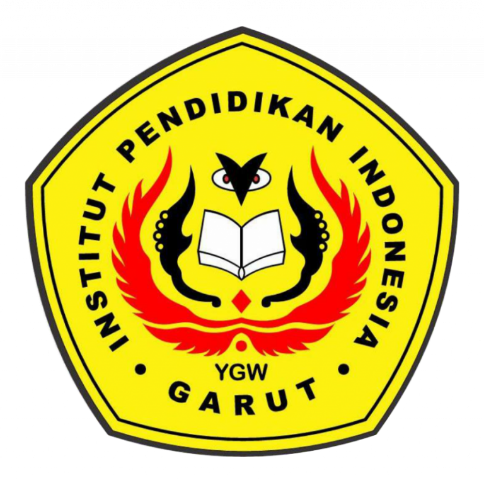 INSTITUT PENDIDIKAN INDONESIA
YGW
GARUT